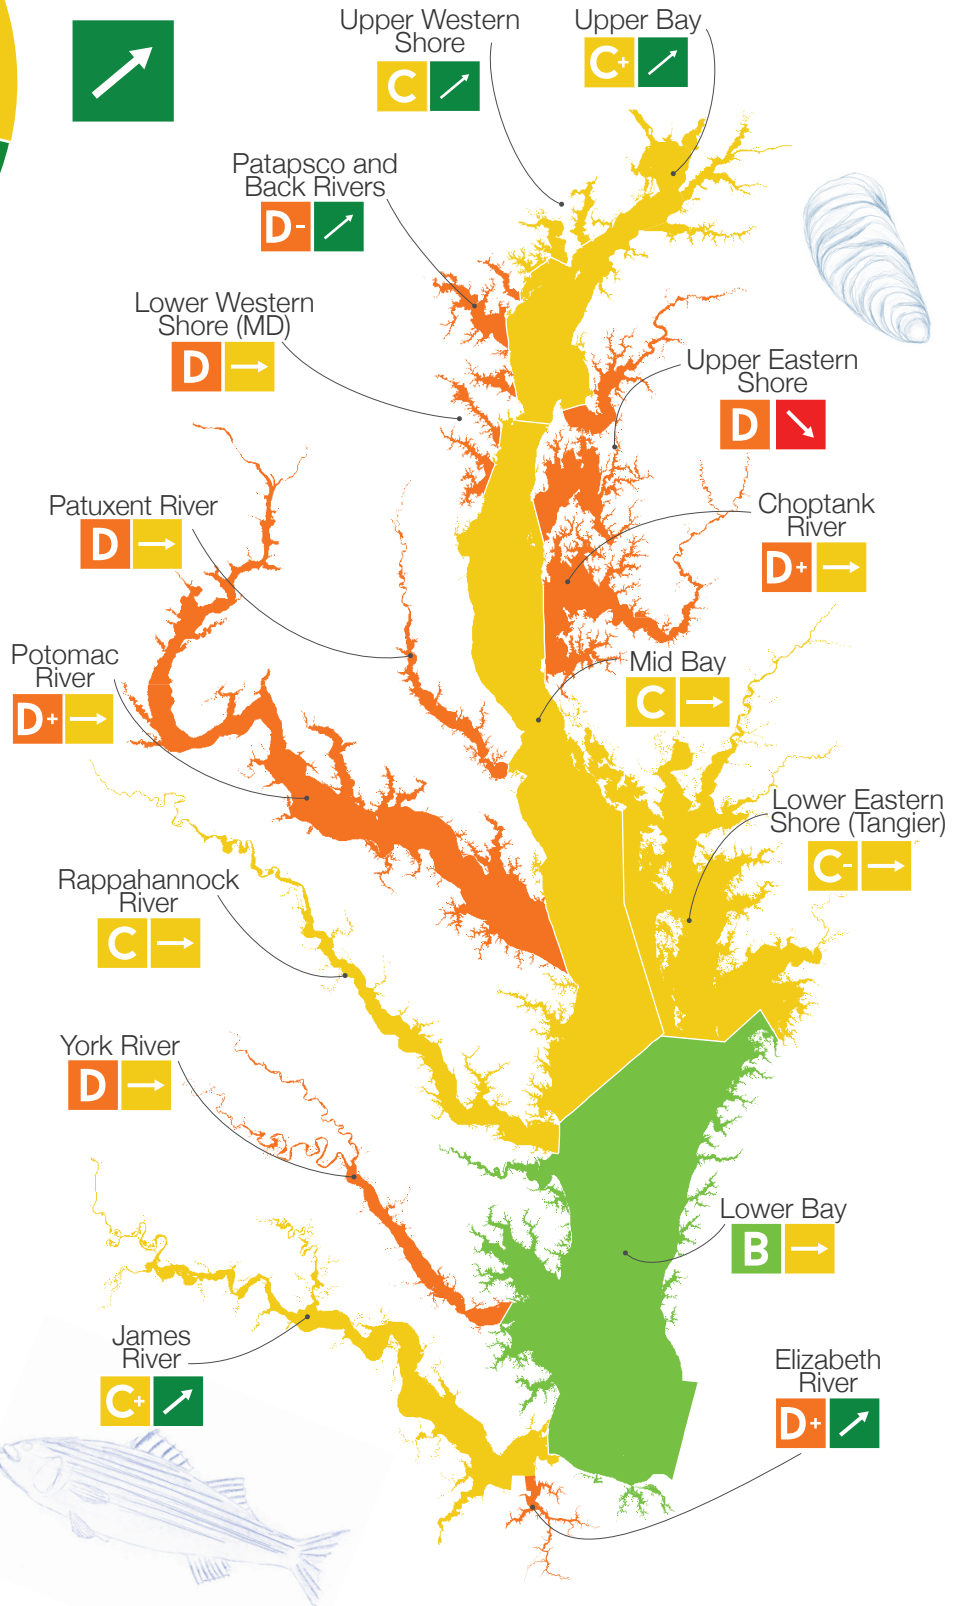 Upper Western
Shore
C
Upper Bay
C+
Patapsco and
Back Rivers
D-
Lower Western
Shore (MD)
D
Upper Eastern
Shore
D
Patuxent River
D
Choptank
River
D+
Potomac
River
D+
Mid Bay
C
Lower Eastern
Shore (Tangier)
C-
Rappahannock
River
C
York River
D
Lower Bay
B
James
River
C+
Elizabeth
River
D+